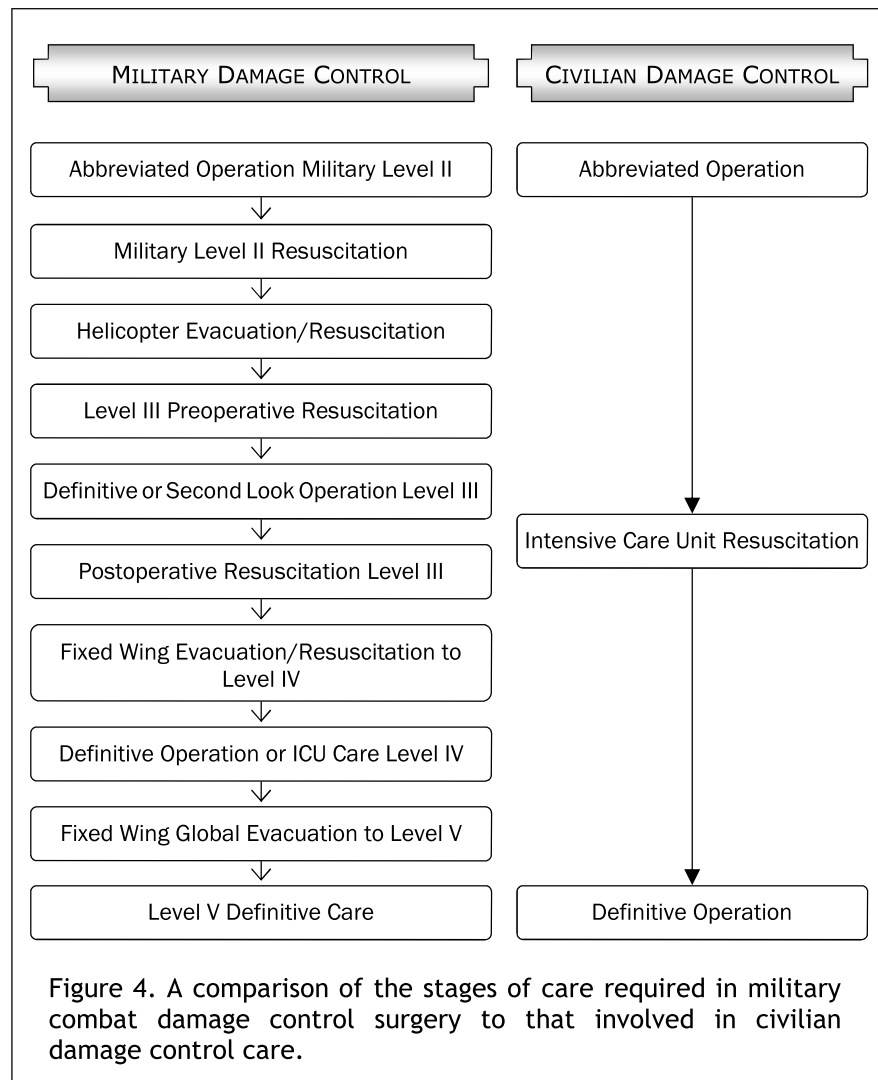 MILITARY DAMAGE CONTROL
Abbreviated Operation Military Level II
Military Level II Resuscitation
Helicopter Evacuation/Resuscitation
Level III Preoperative Resuscitation
Definitive or Second Look Operation Level III
Postoperative Resuscitation Level III
Fixed Wing Evacuation/Resuscitation to
Level IV
Definitive Operation or ICU Care Level IV
Fixed Wing Global Evacuation to Level V
Level V Definitive Care
CIVILIAN DAMAGE CONTROL
Abbreviated Operation
Intensive Care Unit Resuscitation
Definitive Operation
Figure 4. A comparison of the stages of care required in military
combat damage control surgery to that involved in civilian
damage control care.